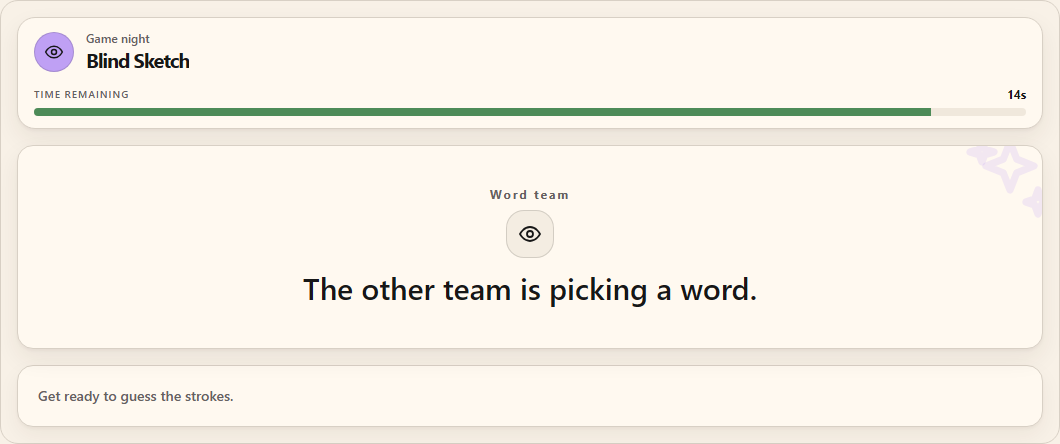 Game night
Blind Sketch
TIME REMAINING
14s
Word team
The other team is picking a word.
Get ready to guess the strokes.